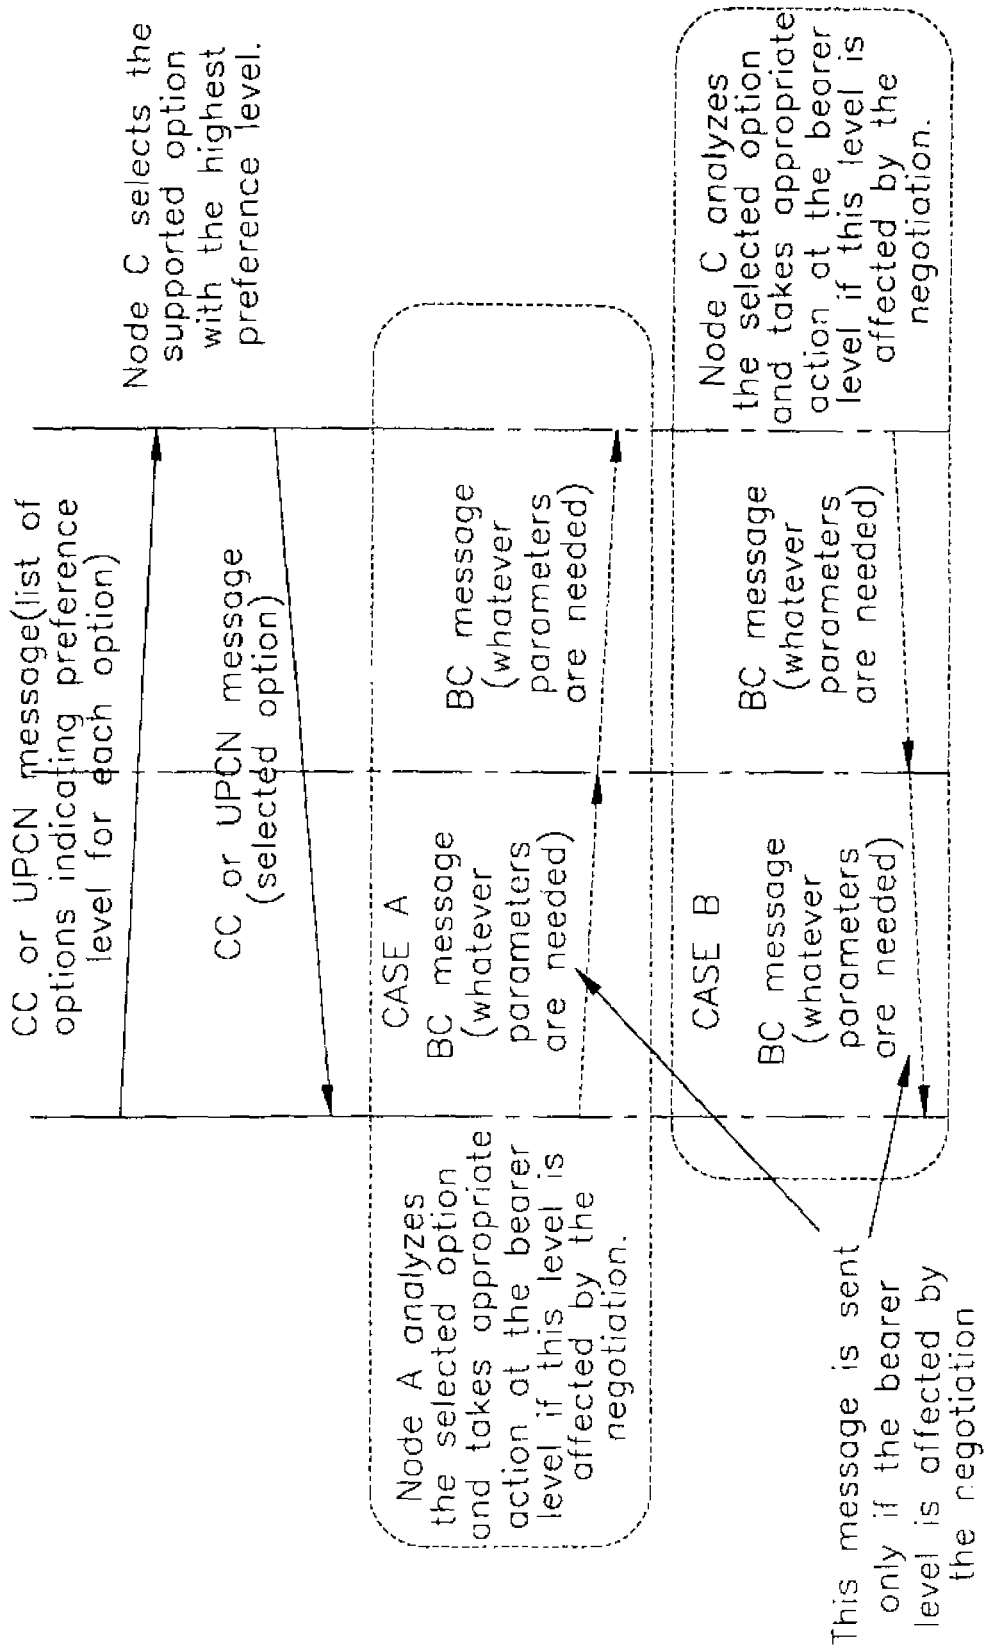 CC or UPCN message(list of
options indicating preference
level for each option)
Node C selects the
supported option
with the highest
preference level.
CC or UPCN message
(selected option)
Node A analyzes
the selected option
and takes appropriate
action at the bearer
level if this level is
affected by the
negotiation.
CASE A
BC message
(whatever
parameters
are needed)
BC message
(whatever
parameters
are needed)
CASE B
BC message
(whatever
parameters
are needed)
BC message
(whatever
parameters
are needed)
Node C analyzes
the selected option
and takes appropriate
action at the bearer
level if this level is
affected by the
negotiation.
This message is sent
only if the bearer
level is affected by
the negotiation